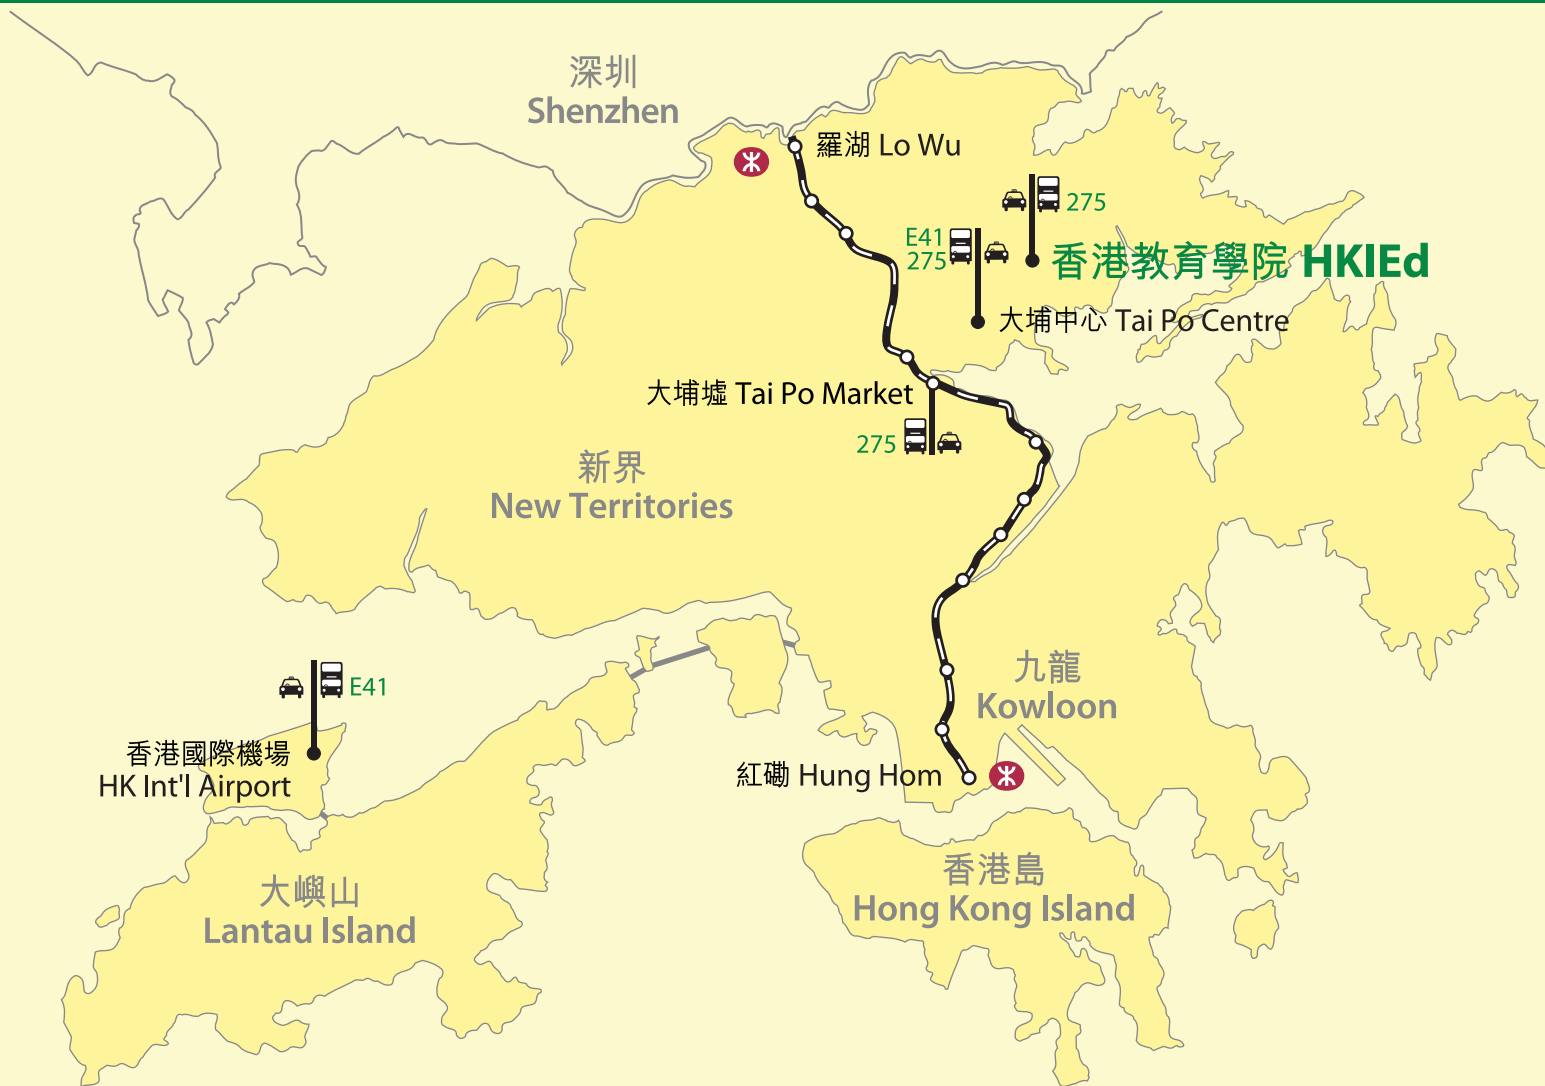 深圳
Shenzhen
羅湖 Lo Wu
275
E41
275
香港教育學院 HKIEd
大埔中心 Tai Po Centre
大埔墟 Tai Po Market
275
新界
New Territories
E41
九龍
Kowloon
香港國際機場
HK Int'l Airport
紅磡 Hung Hom
大嶼山
Lantau Island
香港島
Hong Kong Island